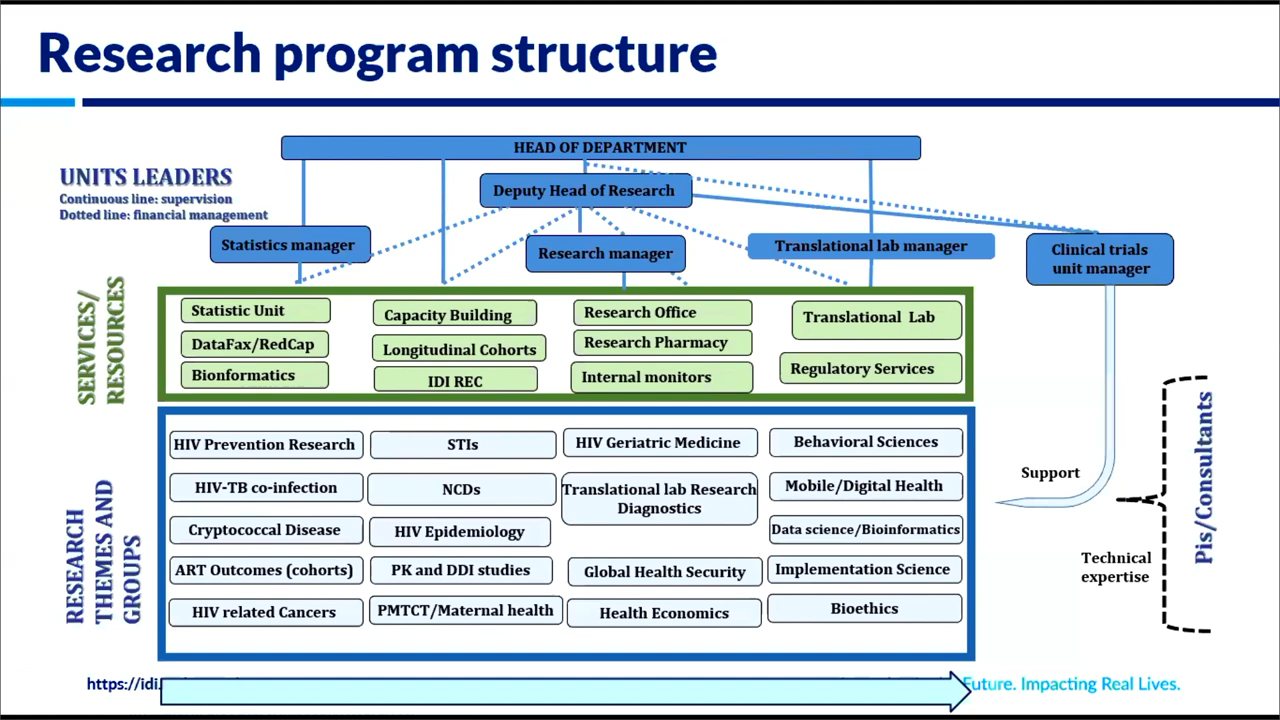 Research program structure
HEAD OF DEPARTMENT
UNITS LEADERS
Continuous line: supervision
Dotted line: financial management
Deputy Head of Research
Statistics manager
Research manager
Translational lab manager
Clinical trials
unit manager
SERVICES/
RESOURCES
Statistic Unit
DataFax/RedCap
Bionformatics
Capacity Building
Longitudinal Cohorts
IDI REC
Research Office
Research Pharmacy
Internal monitors
Translational Lab
Regulatory Services
RESEARCH
THEMES AND
GROUPS
HIV Prevention Research
HIV-TB co-infection
Cryptococcal Disease
ART Outcomes (cohorts)
HIV related Cancers
STIs
NCDs
HIV Epidemiology
PK and DDI studies
PMTCT/Maternal health
HIV Geriatric Medicine
Translational lab Research
Diagnostics
Global Health Security
Health Economics
Behavioral Sciences
Mobile/Digital Health
Data science/Bioinformatics
Implementation Science
Bioethics
Support
Technical
expertise
Pis/Consultants
https://idi.
Future. Impacting Real Lives.